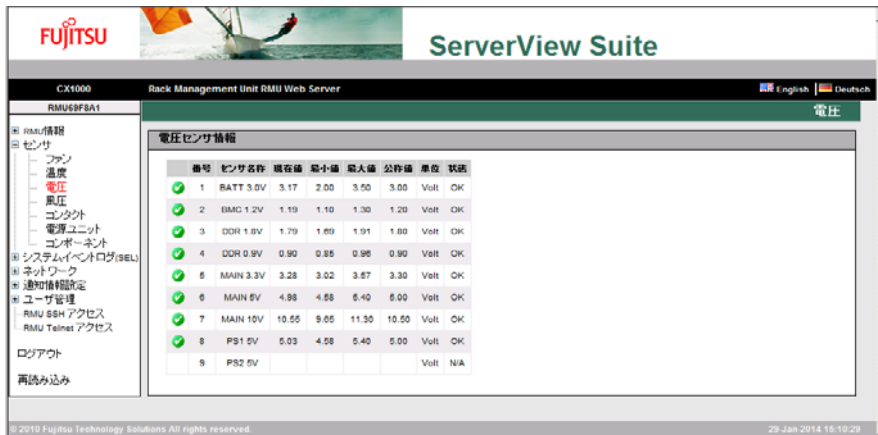 FUJITSU
ServerView Suite
CX1000 Rack Management Unit RMU Web Server English Deutsch
RMU69F8A1
電圧
RMU情報
センサ
ファン
温度
電圧
風圧
コンタクト
電源ユニット
コンポーネント
システムイベントログ(SEL)
ネットワーク
通知情報設定
ユーザ管理
RMU SSH アクセス
RMU Telnet アクセス
ログアウト
再読み込み
電圧センサ情報
番号 センサ名称 現在値 最小値 最大値 公称値 単位 状態
1 BATT 3.0V 3.17 2.00 3.50 3.00 Volt OK
2 BMC 1.2V 1.19 1.10 1.30 1.20 Volt OK
3 DDR 1.8V 1.79 1.69 1.91 1.80 Volt OK
4 DDR 0.9V 0.90 0.85 0.96 0.90 Volt OK
5 MAIN 3.3V 3.28 3.02 3.57 3.30 Volt OK
6 MAIN 5V 4.98 4.58 5.40 5.00 Volt OK
7 MAIN 10V 10.55 9.65 11.30 10.50 Volt OK
8 PS1 5V 5.03 4.58 5.40 5.00 Volt OK
9 PS2 5V Volt N/A
© 2010 Fujitsu Technology Solutions All rights reserved. 29-Jan-2014 15:10:29